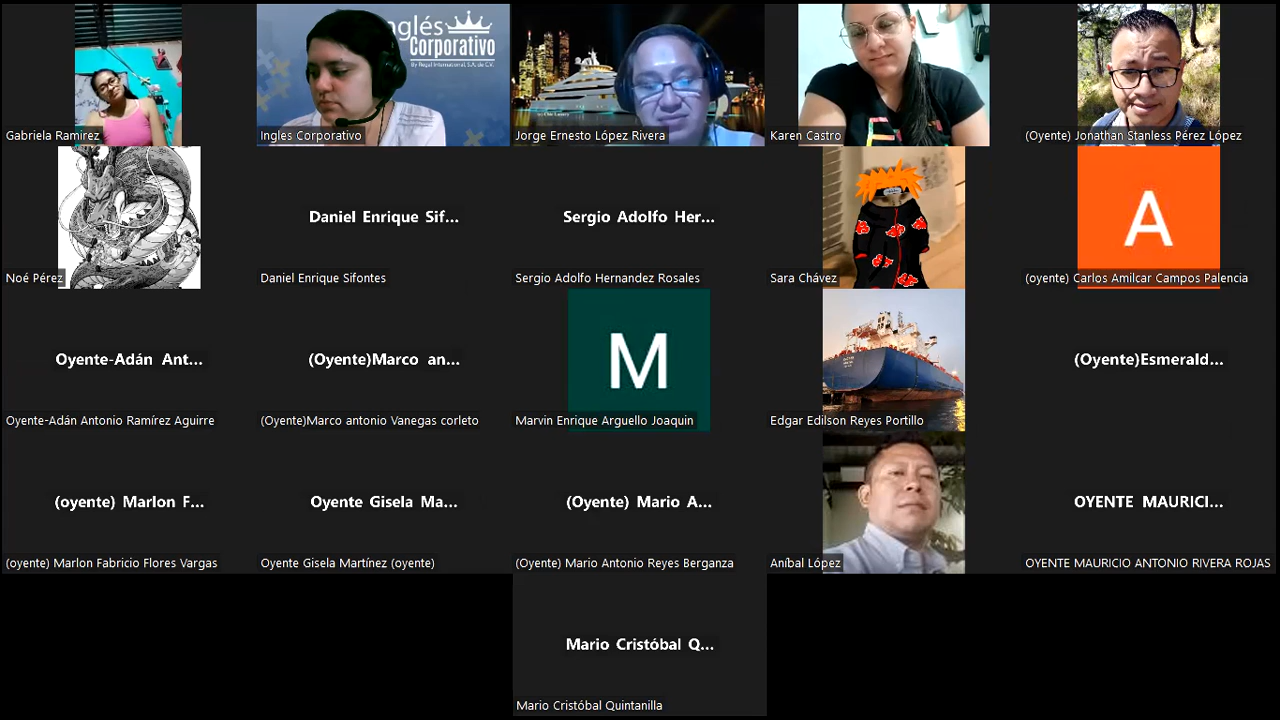 Inglés
Corporativo
By Regal International, S.A. de C.V.
Gabriela Ramirez
Ingles Corporativo
Jorge Ernesto López Rivera
Karen Castro
(Oyente) Jonathan Stanless Pérez López
Daniel Enrique Sif...
Sergio Adolfo Her...
A
Noé Pérez
Daniel Enrique Sifontes
Sergio Adolfo Hernandez Rosales
Sara Chávez
(oyente) Carlos Amilcar Campos Palencia
Oyente-Adán Ant...
(Oyente)Marco an...
M
(Oyente)Esmerald...
Oyente-Adán Antonio Ramírez Aguirre
(Oyente)Marco antonio Vanegas corleto
Marvin Enrique Arguello Joaquin
Edgar Edilson Reyes Portillo
(oyente) Marlon F...
Oyente Gisela Ma...
(Oyente) Mario A...
OYENTE MAURICI...
(oyente) Marlon Fabricio Flores Vargas
Oyente Gisela Martínez (oyente)
(Oyente) Mario Antonio Reyes Berganza
Aníbal López
OYENTE MAURICIO ANTONIO RIVERA ROJAS
Mario Cristóbal Q...
Mario Cristóbal Quintanilla